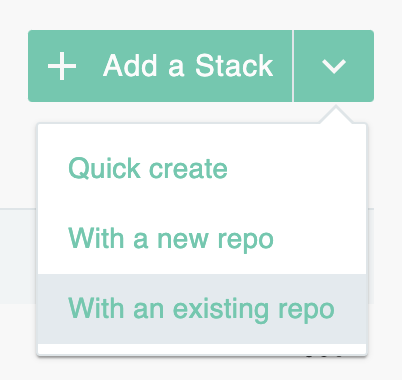 Add a Stack
Quick create
With a new repo
With an existing repo